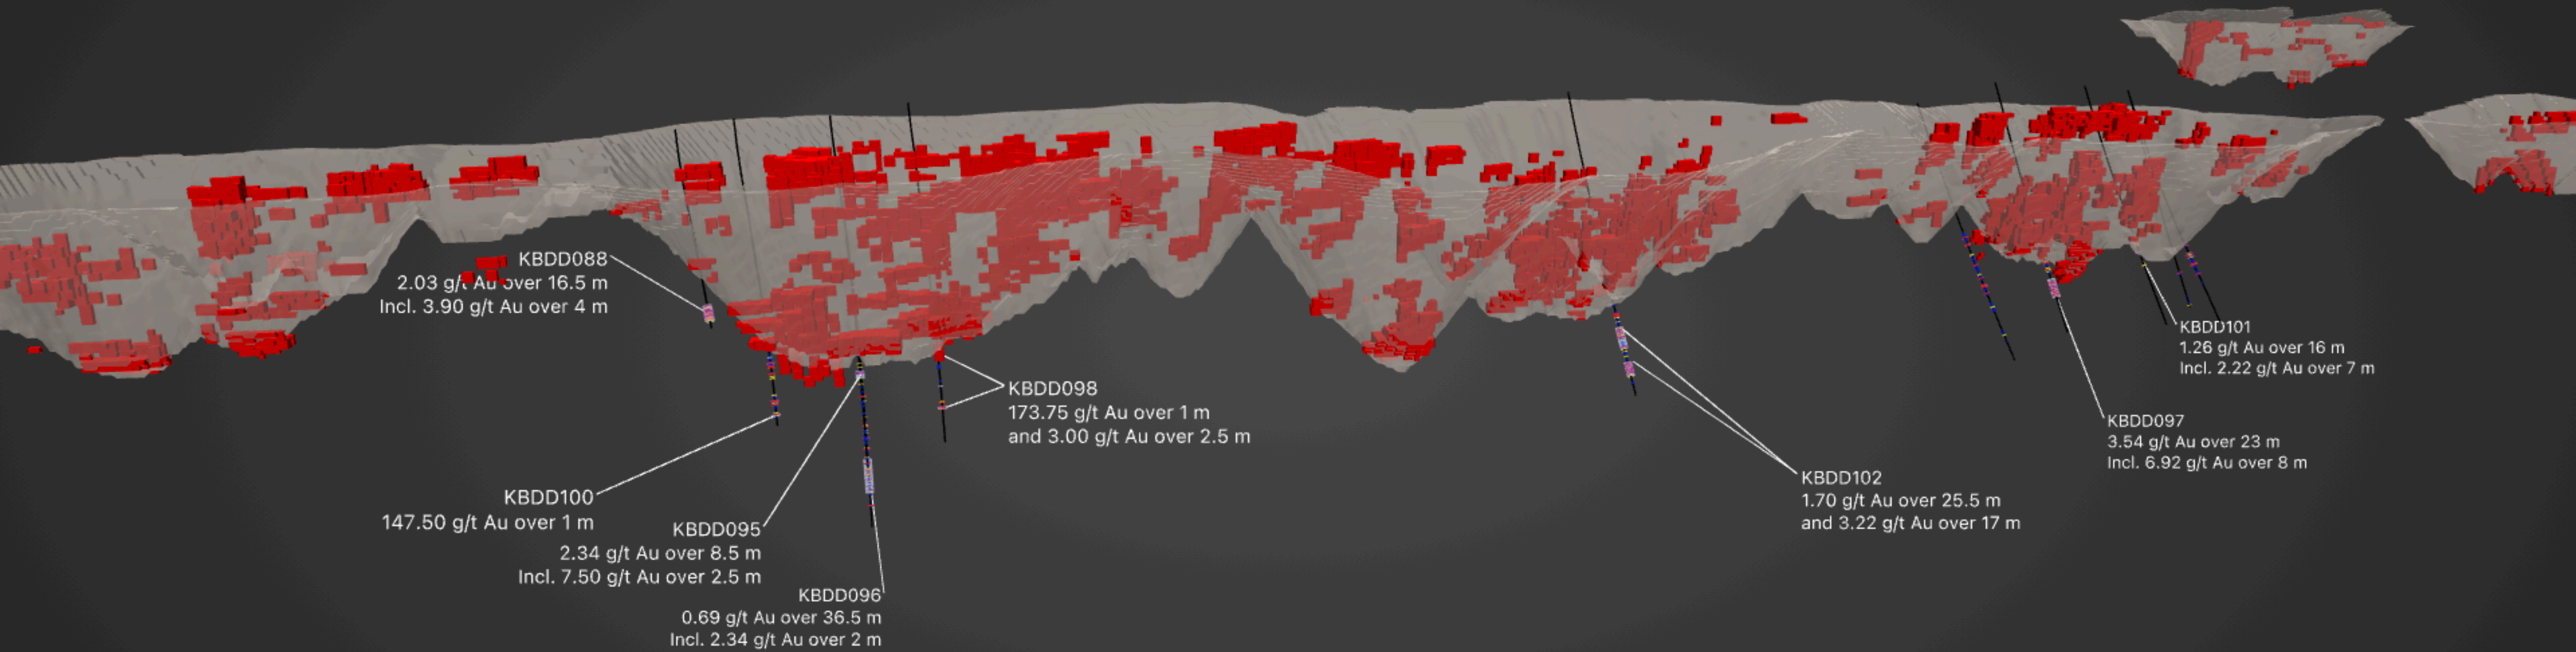 KBDD088
2.03 g/t Au over 16.5 m
Incl. 3.90 g/t Au over 4 m
KBDD098
173.75 g/t Au over 1 m
and 3.00 g/t Au over 2.5 m
KBDD100
147.50 g/t Au over 1 m
KBDD095
2.34 g/t Au over 8.5 m
Incl. 7.50 g/t Au over 2.5 m
KBDD096
0.69 g/t Au over 36.5 m
Incl. 2.34 g/t Au over 2 m
KBDD102
1.70 g/t Au over 25.5 m
and 3.22 g/t Au over 17 m
KBDD101
1.26 g/t Au over 16 m
Incl. 2.22 g/t Au over 7 m
KBDD097
3.54 g/t Au over 23 m
Incl. 6.92 g/t Au over 8 m